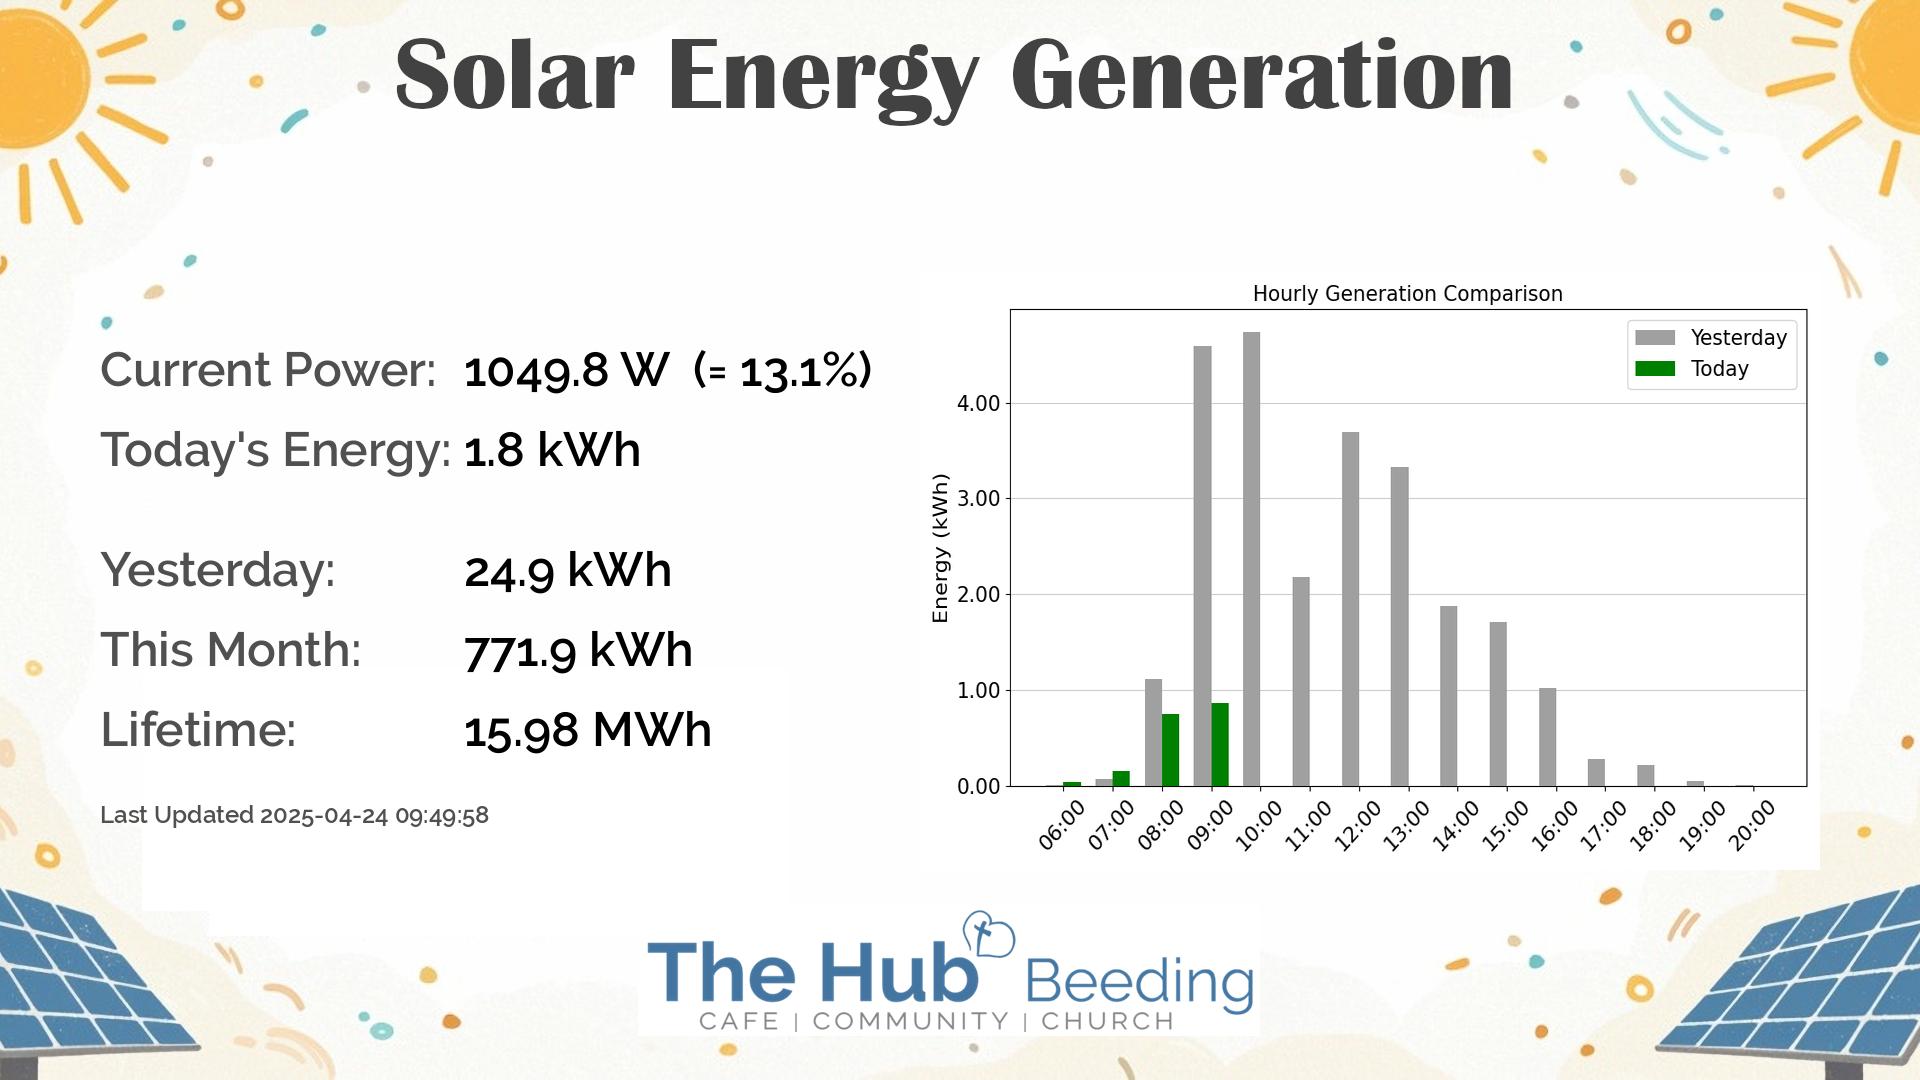 Solar Energy Generation
Current Power: 1049.8 W (= 13.1%)
Today's Energy: 1.8 kWh
Yesterday: 24.9 kWh
This Month: 771.9 kWh
Lifetime: 15.98 MWh
Last Updated 2025-04-24 09:49:58
Hourly Generation Comparison
Yesterday
Today
Energy (kWh)
4.00
3.00
2.00
1.00
0.00
06:00 07:00 08:00 09:00 10:00 11:00 12:00 13:00 14:00 15:00 16:00 17:00 18:00 19:00 20:00
The Hub Beeding
CAFE | COMMUNITY | CHURCH